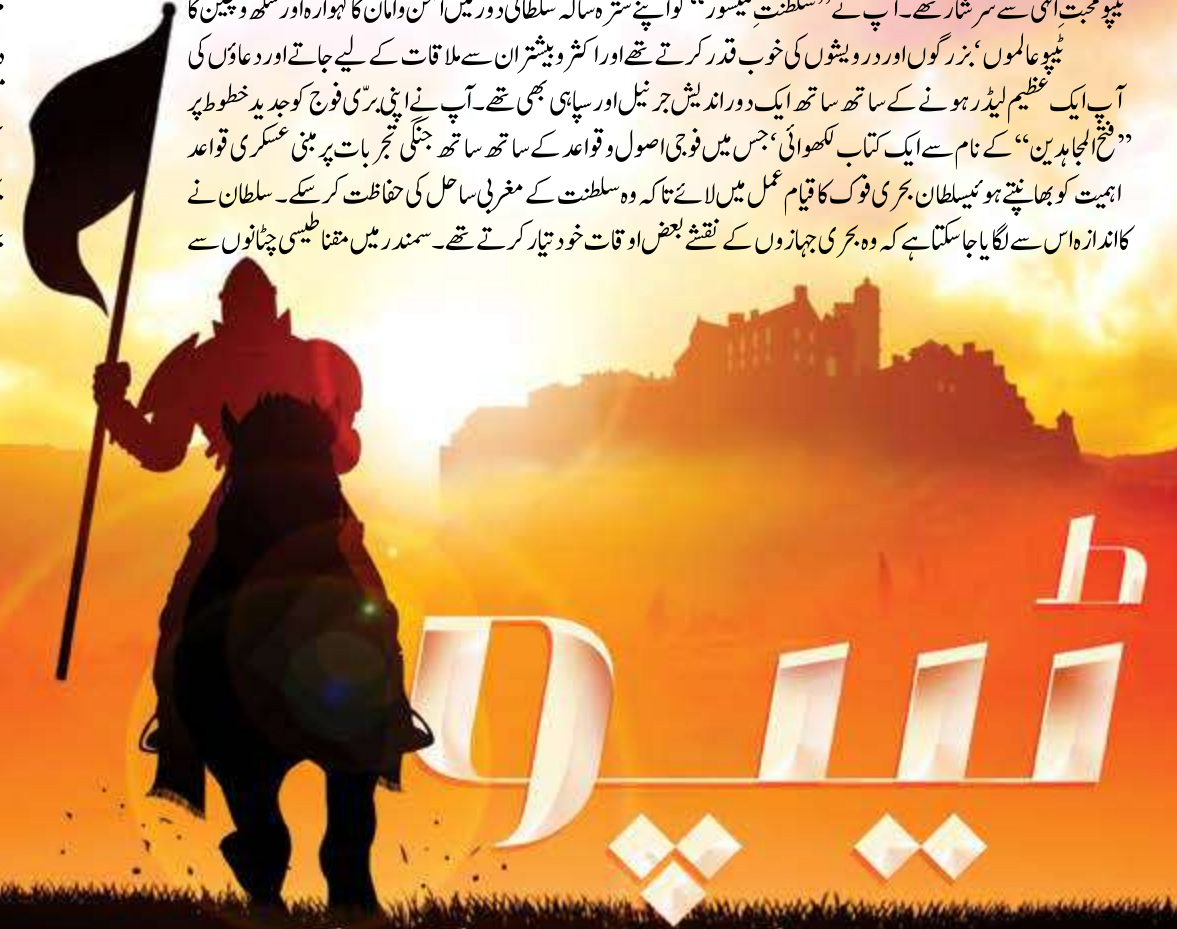 ٹیپو محبتِ الٰہی سے سرشار تھے۔ آپ نے ’’سلطنتِ میسور‘‘ کو اپنے سترہ سالہ سلطانی دور میں امن و امان کا گہوارہ اور سکھ و چین کا
ٹیپو عالموں‘ بزرگوں اور درویشوں کی خوب قدر کرتے تھے اور اکثر و بیشتر ان سے ملاقات کے لیے جاتے اور دعاؤں کی
آپ ایک عظیم لیڈر ہونے کے ساتھ ساتھ ایک دور اندیش جرنیل اور سپاہی بھی تھے۔ آپ نے اپنی برّی فوج کو جدید خطوط پر
’’فتح المجاہدین‘‘ کے نام سے ایک کتاب لکھوائی‘ جس میں فوجی اصول و قواعد کے ساتھ ساتھ جنگی تجربات پر مبنی عسکری قواعد
اہمیت کو بھانپتے ہوئیسلطان بحری فوک کا قیام عمل میں لائے تاکہ وہ سلطنت کے مغربی ساحل کی حفاظت کر سکے۔ سلطان نے
کا اندازہ اس سے لگایا جا سکتا ہے کہ وہ بحری جہازوں کے نقشے بعض اوقات خود تیار کرتے تھے۔ سمندر میں مقناطیسی چٹانوں سے
ٹیپو